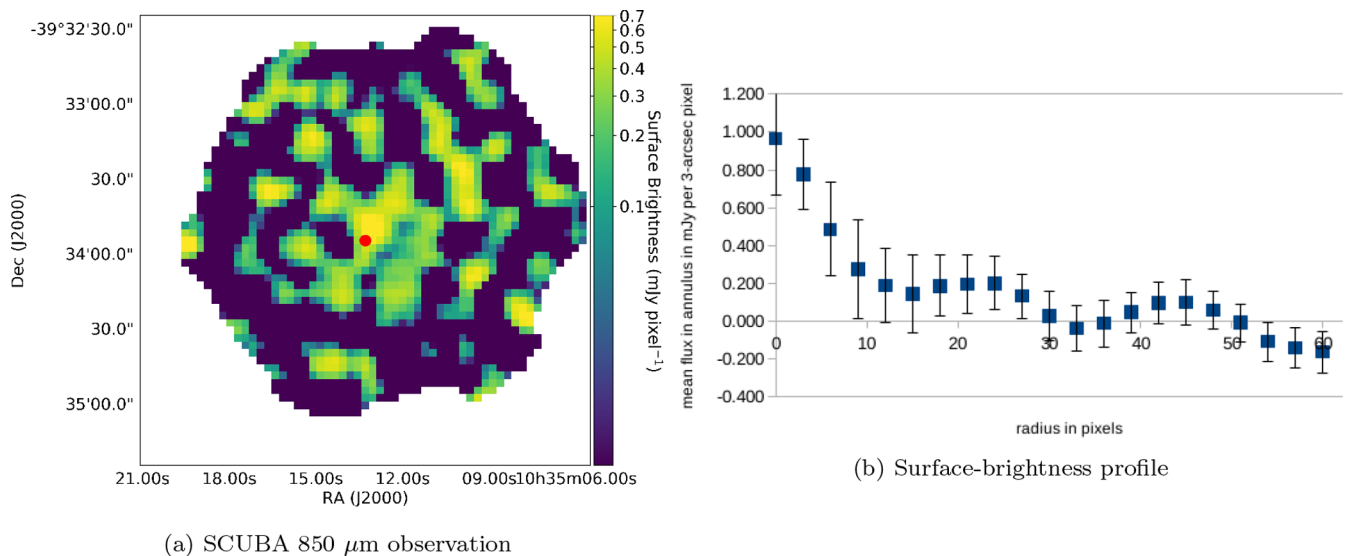 -39°32'30.0"
33'00.0"
30.0"
34'00.0"
30.0"
35'00.0"
Dec (J2000)
21.00s 18.00s 15.00s 12.00s 09.00s10h35m06.00s
RA (J2000)
0.7
0.6
0.5
0.4
0.3
0.2
0.1
Surface Brightness (mJy pixel⁻¹)
(a) SCUBA 850 μm observation
mean flux in annulus in mJy per 3-arcsec pixel
1.200
1.000
0.800
0.600
0.400
0.200
0.000
-0.200
-0.400
0 10 20 30 40 50 60
radius in pixels
(b) Surface-brightness profile